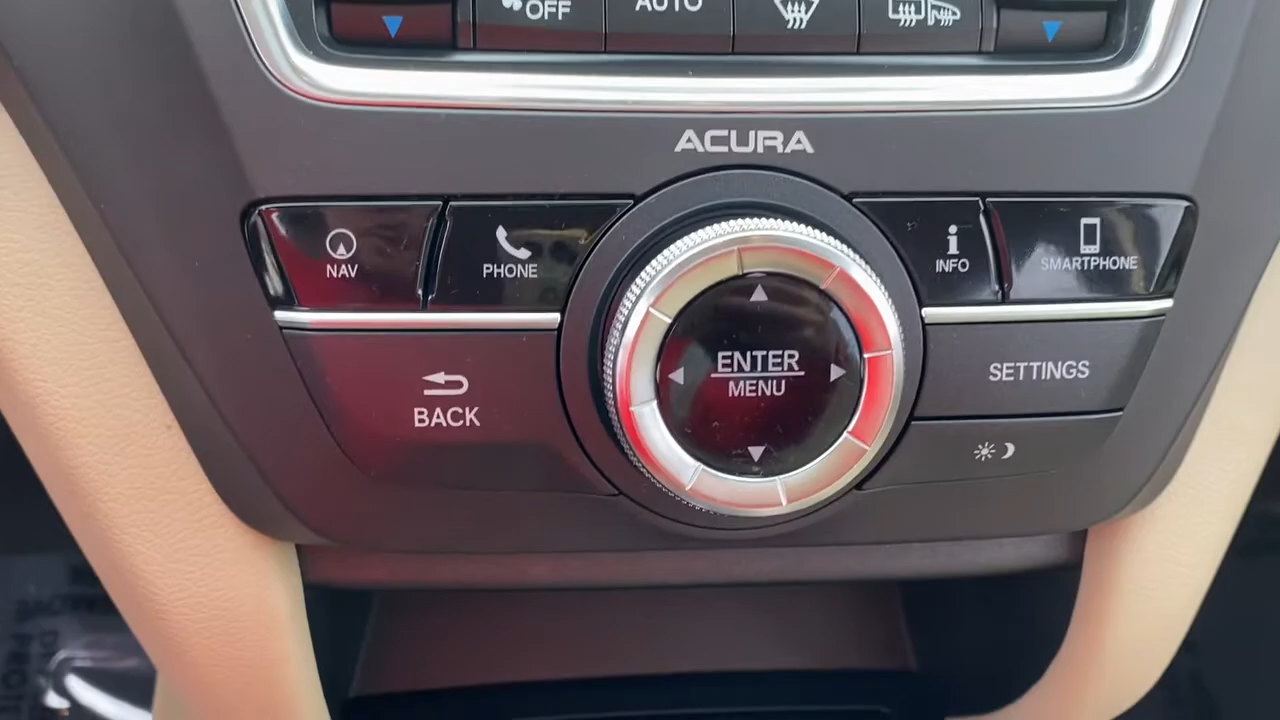 OFF
AUTO
ACURA
NAV
PHONE
INFO
SMARTPHONE
ENTER
MENU
BACK
SETTINGS